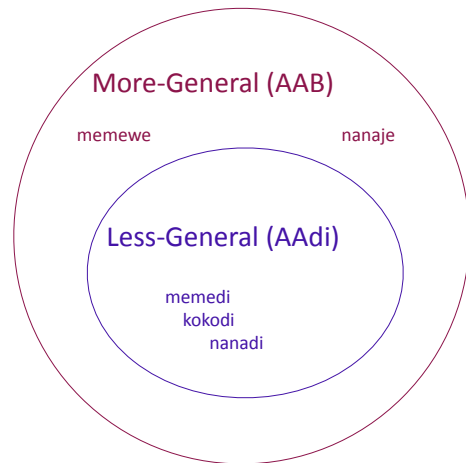 More-General (AAB)
memewe nanaje
Less-General (AAdi)
memedi
kokodi
nanadi